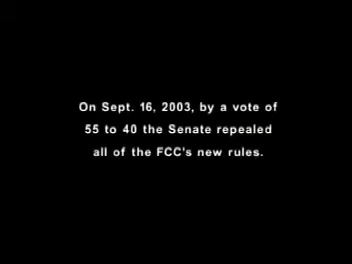 On Sept. 16, 2003, by a vote of
55 to 40 the Senate repealed
all of the FCC's new rules.